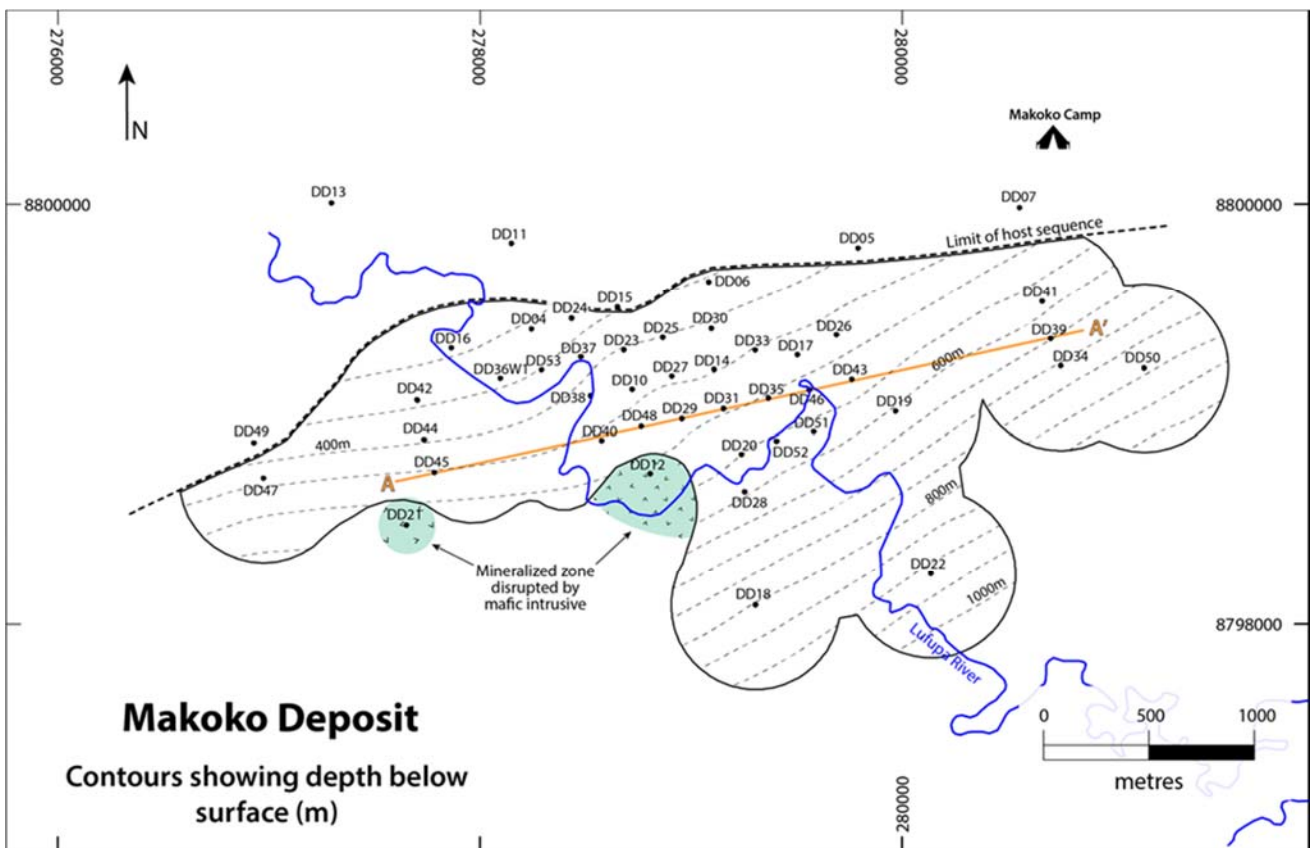 276000
278000
280000
N
Makoko Camp
DD13
DD07
8800000
8800000
DD11
DD05
Limit of host sequence
DD06
DD41
DD15
DD24
DD04
DD30
DD25
DD26
A'
DD39
DD16
DD23
DD33
DD17
DD37
DD53
DD36W1
DD27
DD14
600m
DD34
DD50
DD43
DD42
DD10
DD38
DD35
DD46
DD31
DD19
DD29
DD48
DD49
DD44
400m
DD40
DD51
DD20
DD52
DD45
DD12
A
DD47
DD28
800m
DD21
Mineralized zone
disrupted by
mafic intrusive
DD22
DD18
1000m
8798000
Lufupa River
Makoko Deposit
Contours showing depth below
surface (m)
0 500 1000
metres
280000